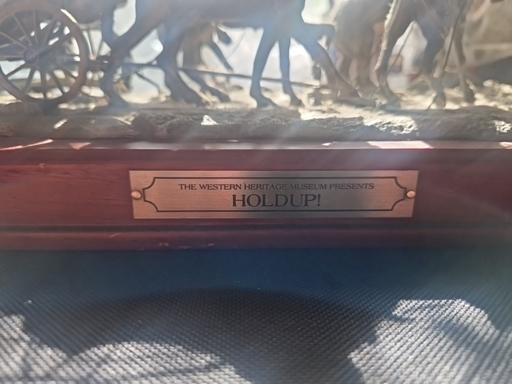 THE WESTERN HERITAGE MUSEUM PRESENTS
HOLDUP!